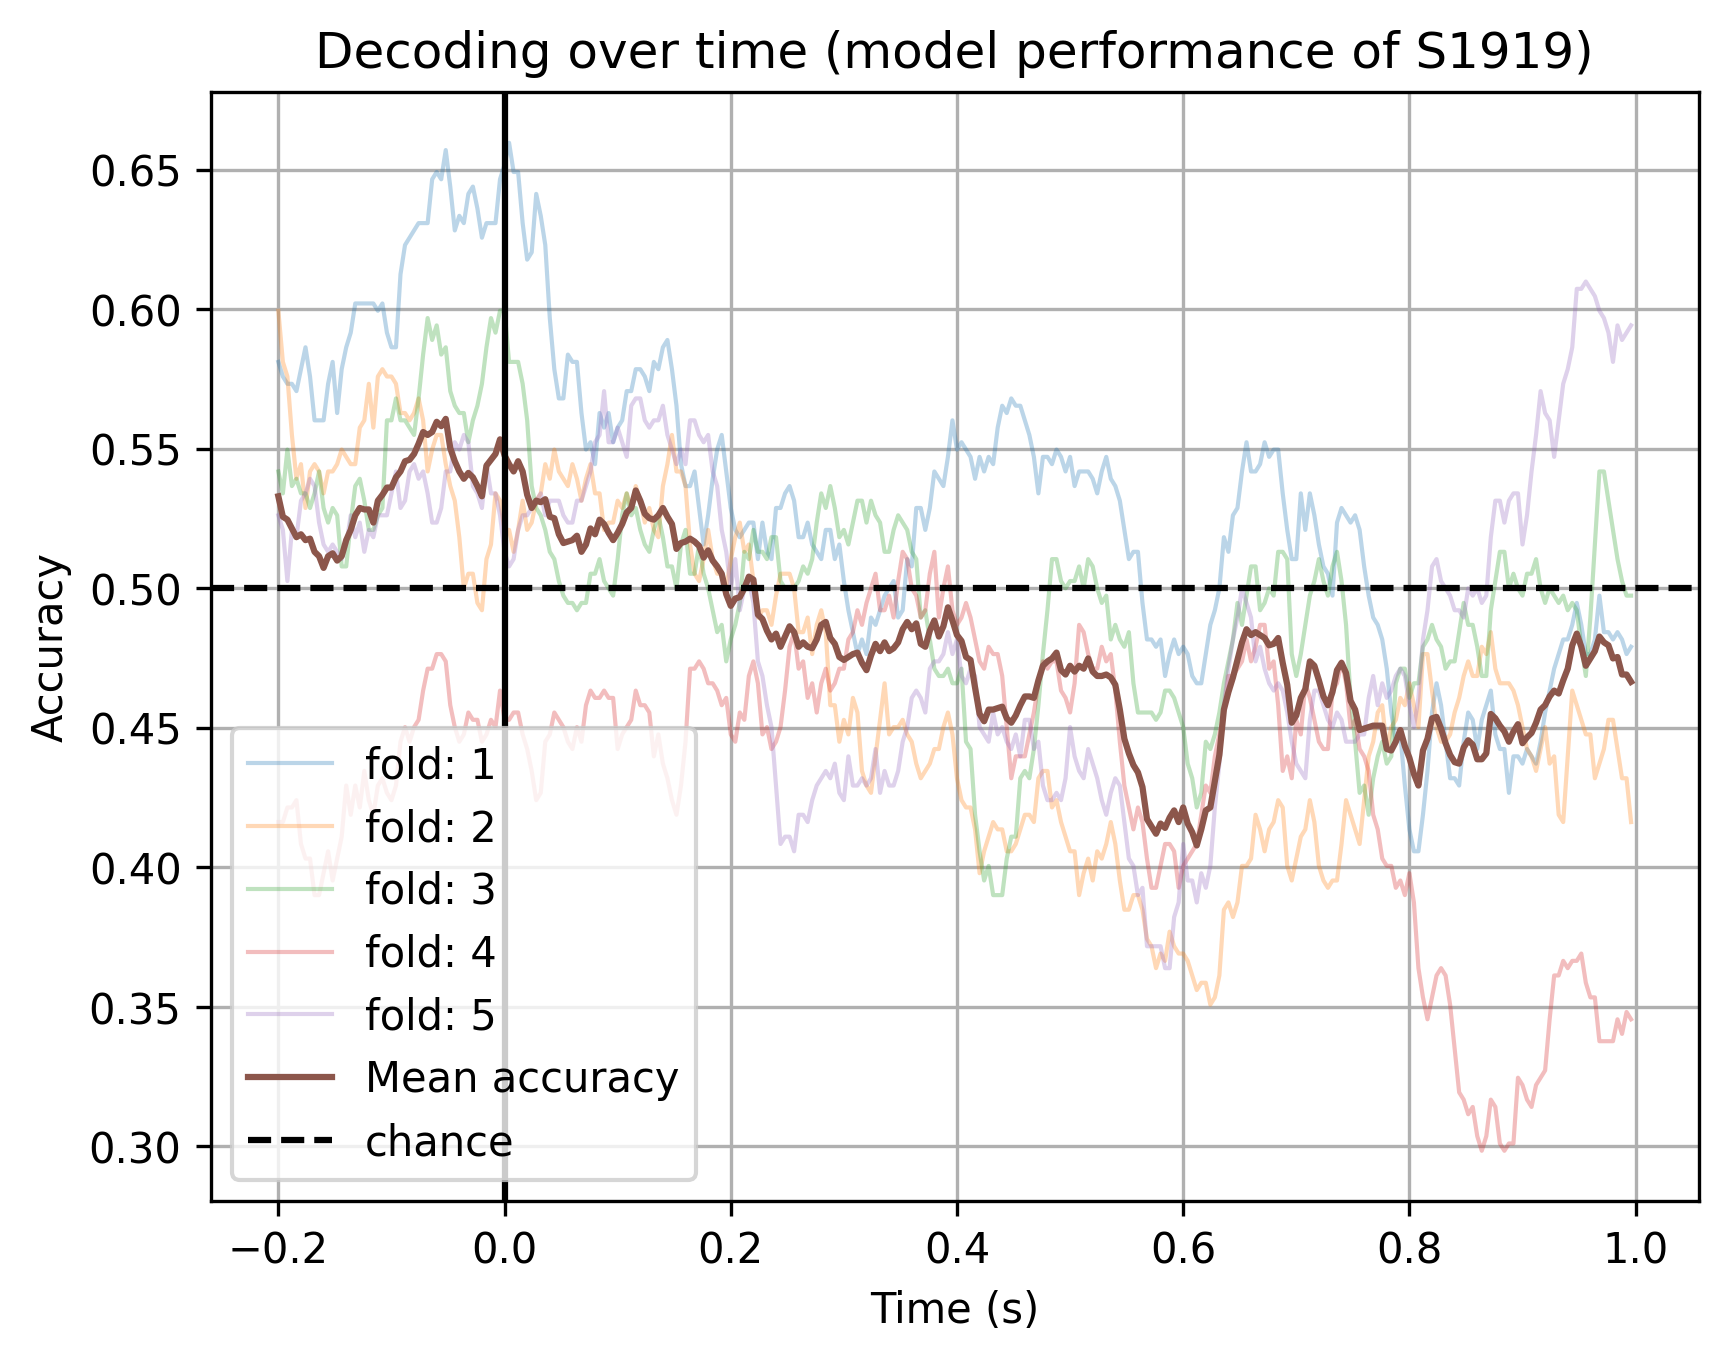 Decoding over time (model performance of S1919)
Accuracy
0.65
0.60
0.55
0.50
0.45
0.40
0.35
0.30
fold: 1
fold: 2
fold: 3
fold: 4
fold: 5
Mean accuracy
chance
−0.2 0.0 0.2 0.4 0.6 0.8 1.0
Time (s)